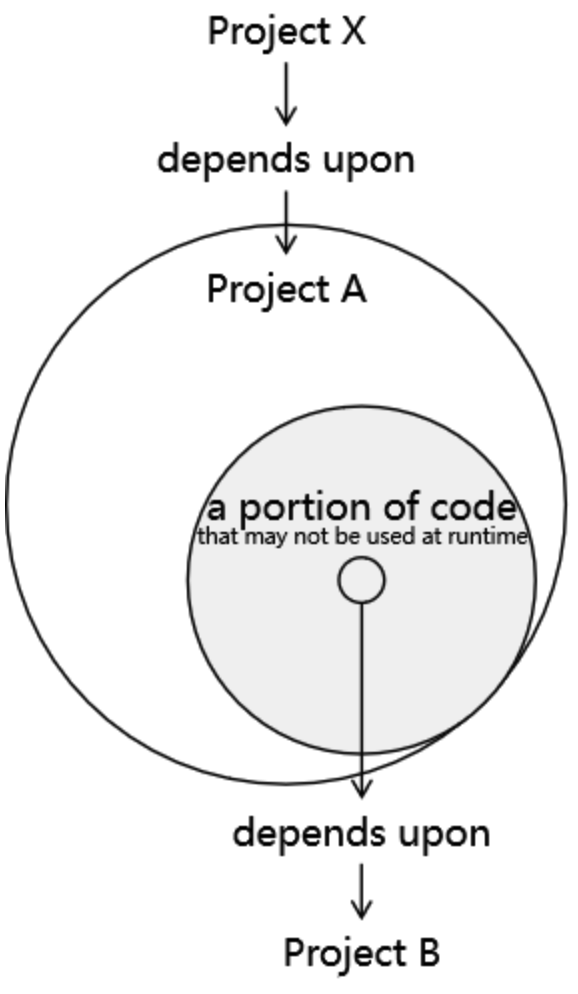 Project X
depends upon
Project A
a portion of code
that may not be used at runtime
depends upon
Project B